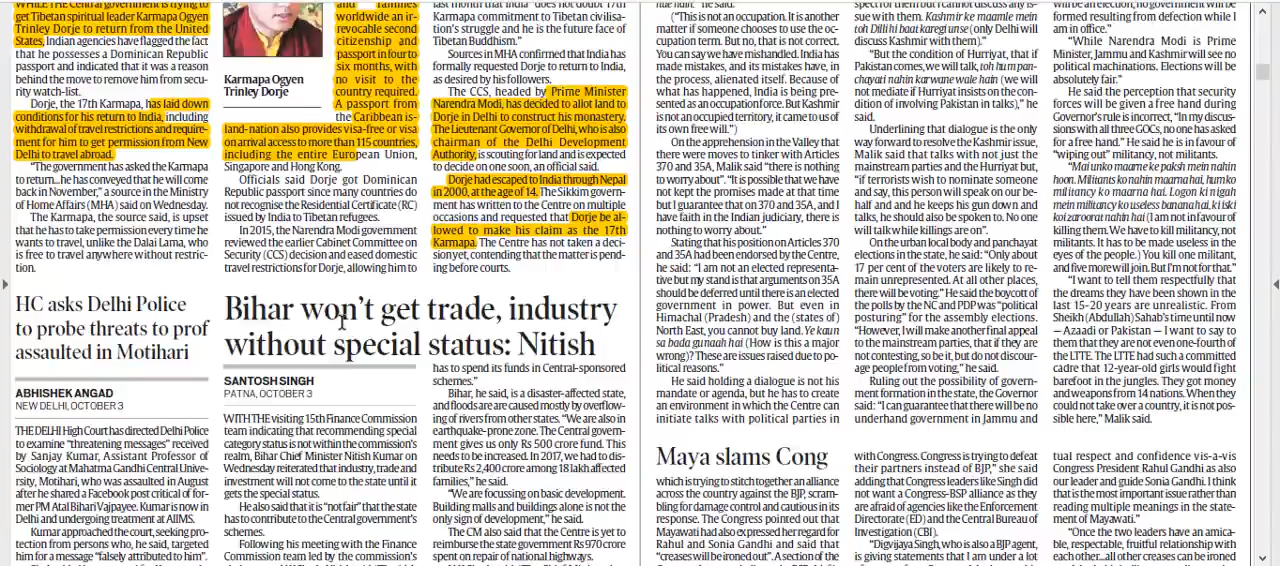 WHILE THE Central government is trying to
get Tibetan spiritual leader Karmapa Ogyen
Trinley Dorje to return from the United
States, Indian agencies have flagged the fact
that he possesses a Dominican Republic
passport and indicated that it was a reason
behind the move to remove him from secu-
rity watch-list.
Dorje, the 17th Karmapa, has laid down
conditions for his return to India, including
withdrawal of travel restrictions and require-
ment for him to get permission from New
Delhi to travel abroad.
"The government has asked the Karmapa
to return...he has conveyed that he will come
back in November," a source in the Ministry
of Home Affairs (MHA) said on Wednesday.
The Karmapa, the source said, is upset
that he has to take permission every time he
wants to travel, unlike the Dalai Lama, who
is free to travel anywhere without restric-
tion.
Karmapa Ogyen
Trinley Dorje
and families
worldwide an ir-
revocable second
citizenship and
passport in four to
six months, with
no visit to the
country required.
A passport from
the Caribbean is-
land-nation also provides visa-free or visa
on arrival access to more than 115 countries,
including the entire European Union,
Singapore and Hong Kong.
Officials said Dorje got Dominican
Republic passport since many countries do
not recognise the Residential Certificate (RC)
issued by India to Tibetan refugees.
In 2015, the Narendra Modi government
reviewed the earlier Cabinet Committee on
Security (CCS) decision and eased domestic
travel restrictions for Dorje, allowing him to
last month that India "does not doubt 17th
Karmapa commitment to Tibetan civilisa-
tion's struggle and he is the future face of
Tibetan Buddhism."
Sources in MHA confirmed that India has
formally requested Dorje to return to India,
as desired by his followers.
The CCS, headed by Prime Minister
Narendra Modi, has decided to allot land to
Dorje in Delhi to construct his monastery.
The Lieutenant Governor of Delhi, who is also
chairman of the Delhi Development
Authority, is scouting for land and is expected
to decide one soon, an official said.
Dorje had escaped to India through Nepal
in 2000, at the age of 14. The Sikkim govern-
ment has written to the Centre on multiple
occasions and requested that Dorje be al-
lowed to make his claim as the 17th
Karmapa. The Centre has not taken a deci-
sion yet, contending that the matter is pend-
ing before courts.
HC asks Delhi Police
to probe threats to prof
assaulted in Motihari
ABHISHEK ANGAD
NEW DELHI, OCTOBER 3
THE DELHI High Court has directed Delhi Police
to examine "threatening messages" received
by Sanjay Kumar, Assistant Professor of
Sociology at Mahatma Gandhi Central Unive-
rsity, Motihari, who was assaulted in August
after he shared a Facebook post critical of for-
mer PM Atal Bihari Vajpayee. Kumar is now in
Delhi and undergoing treatment at AIIMS.
Kumar approached the court, seeking pro-
tection from persons who, he said, targeted
him for a message "falsely attributed to him".
Bihar won't get trade, industry
without special status: Nitish
SANTOSH SINGH
PATNA, OCTOBER 3
WITH THE visiting 15th Finance Commission
team indicating that recommending special
category status is not within the commission's
realm, Bihar Chief Minister Nitish Kumar on
Wednesday reiterated that industry, trade and
investment will not come to the state until it
gets the special status.
He also said that it is "not fair" that the state
has to contribute to the Central government's
schemes.
Following his meeting with the Finance
Commission team led by the commission's
has to spend its funds in Central-sponsored
schemes."
Bihar, he said, is a disaster-affected state,
and floods are are caused mostly by overflow-
ing of rivers from other states. "We are also in
earthquake-prone zone. The Central govern-
ment gives us only Rs 500 crore fund. This
needs to be increased. In 2017, we had to dis-
tribute Rs 2,400 crore among 18 lakh affected
families," he said.
"We are focussing on basic development.
Building malls and buildings alone is not the
only sign of development," he said.
The CM also said that the Centre is yet to
reimburse the state government Rs 970 crore
spent on repair of national highways.
("This is not an occupation. It is another
matter if someone chooses to use the oc-
cupation term. But no, that is not correct.
You can say we have mishandled. India has
made mistakes, and its mistakes have, in
the process, alienated itself. Because of
what has happened, India is being pre-
sented as an occupation force. But Kashmir
is not an occupied territory, it came to us of
its own free will.")
On the apprehension in the Valley that
there were moves to tinker with Articles
370 and 35A, Malik said "there is nothing
to worry about". "It is possible that we have
not kept the promises made at that time
but I guarantee that on 370 and 35A, and I
have faith in the Indian judiciary, there is
nothing to worry about."
Stating that his position on Articles 370
and 35A had been endorsed by the Centre,
he said: "I am not an elected representa-
tive but my stand is that arguments on 35A
should be deferred until there is an elected
government in power. But even in
Himachal (Pradesh) and the (states of)
North East, you cannot buy land. Ye kaun
sa bada gunaah hai (How is this a major
wrong)? These are issues raised due to po-
litical reasons."
He said holding a dialogue is not his
mandate or agenda, but he has to create
an environment in which the Centre can
initiate talks with political parties in
sue with them. Kashmir ke maamle mein
toh Dilli hi baat karegi unse (only Delhi will
discuss Kashmir with them)."
"But the condition of Hurriyat, that if
Pakistan comes, we will talk, toh hum pan-
chayati nahin karwane wale hain (we will
not mediate if Hurriyat insists on the con-
dition of involving Pakistan in talks)," he
said.
Underlining that dialogue is the only
way forward to resolve the Kashmir issue,
Malik said that talks with not just the
mainstream parties and the Hurriyat but,
"if terrorists wish to nominate someone
and say, this person will speak on our be-
half and and he keeps his gun down and
talks, he should also be spoken to. No one
will talk while killings are on".
On the urban local body and panchayat
elections in the state, he said: "Only about
17 per cent of the voters are likely to re-
main unrepresented. At all other places,
there will be voting." He said the boycott of
the polls by the NC and PDP was "political
posturing" for the assembly elections.
"However, I will make another final appeal
to the mainstream parties, that if they are
not contesting, so be it, but do not discour-
age people from voting," he said.
Ruling out the possibility of govern-
ment formation in the state, the Governor
said: "I can guarantee that there will be no
underhand government in Jammu and
formed resulting from defection while I
am in office."
"While Narendra Modi is Prime
Minister, Jammu and Kashmir will see no
political machinations. Elections will be
absolutely fair."
He said the perception that security
forces will be given a free hand during
Governor's rule is incorrect, "In my discus-
sions with all three GOCs, no one has asked
for a free hand." He said he is in favour of
"wiping out" militancy, not militants.
"Mai unko maarne ke paksh mein nahin
hoon. Militants ko nahin maarna hai, humko
militancy ko maarna hai. Logon ki nigah
mein militancy ko useless banana hai, ki iski
koi zaroorat nahin hai (I am not in favour of
killing them. We have to kill militancy, not
militants. It has to be made useless in the
eyes of the people.) You kill one militant,
and five more will join. But I'm not for that."
"I want to tell them respectfully that
the dreams they have been shown in the
last 15-20 years are unrealistic. From
Sheikh (Abdullah) Sahab's time until now
— Azaadi or Pakistan — I want to say to
them that they are not even one-fourth of
the LTTE. The LTTE had such a committed
cadre that 12-year-old girls would fight
barefoot in the jungles. They got money
and weapons from 14 nations. When they
could not take over a country, it is not pos-
sible here," Malik said.
Maya slams Cong
which is trying to stitch together an alliance
across the country against the BJP, scram-
bling for damage control and cautious in its
response. The Congress pointed out that
Mayawati had also expressed her regard for
Rahul and Sonia Gandhi and said that
"creases will be ironed out". A section of the
with Congress. Congress is trying to defeat
their partners instead of BJP," she said
adding that Congress leaders like Singh did
not want a Congress-BSP alliance as they
are afraid of agencies like the Enforcement
Directorate (ED) and the Central Bureau of
Investigation (CBI).
"Digvijaya Singh, who is also a BJP agent,
is giving statements that I am under a lot
tual respect and confidence vis-a-vis
Congress President Rahul Gandhi as also
our leader and guide Sonia Gandhi. I think
that is the most important issue rather than
reading multiple meanings in the state-
ment of Mayawati."
"Once the two leaders have an amica-
ble, respectable, fruitful relationship with
each other...all other creases can be ironed